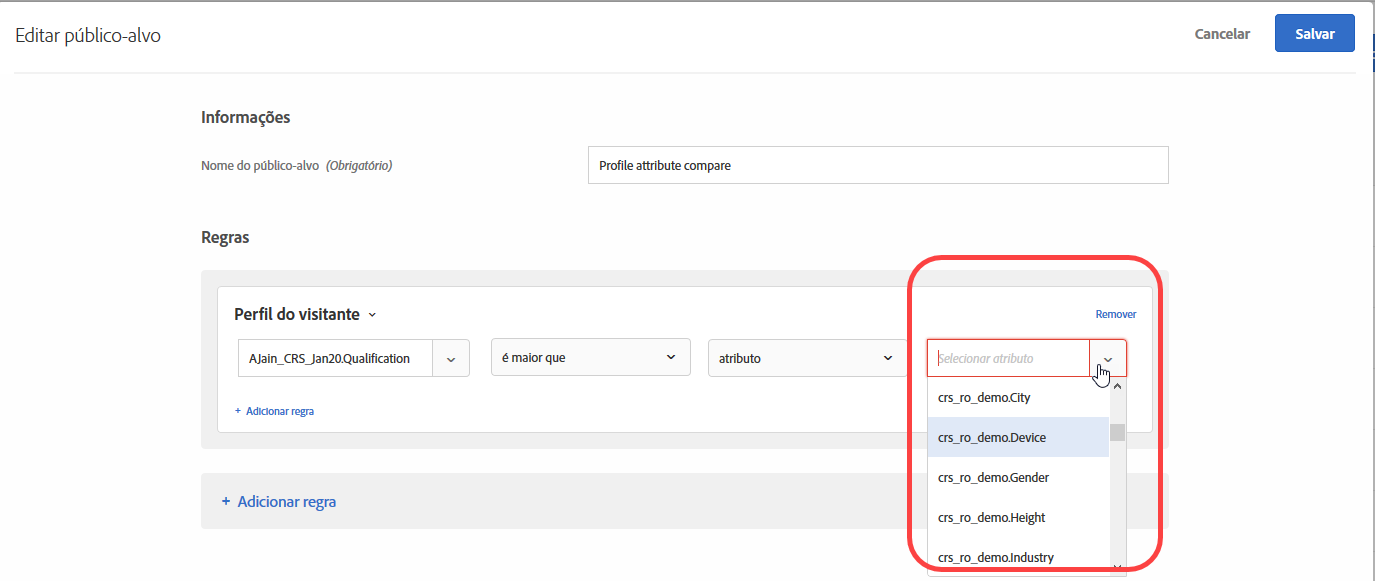 Editar público-alvo
Cancelar
Salvar
Informações
Nome do público-alvo (Obrigatório)
Profile attribute compare
Regras
Perfil do visitante
Remover
AJain_CRS_Jan20.Qualification
é maior que
atributo
Selecionar atributo
+ Adicionar regra
crs_ro_demo.City
crs_ro_demo.Device
crs_ro_demo.Gender
crs_ro_demo.Height
crs_ro_demo.Industry
+ Adicionar regra